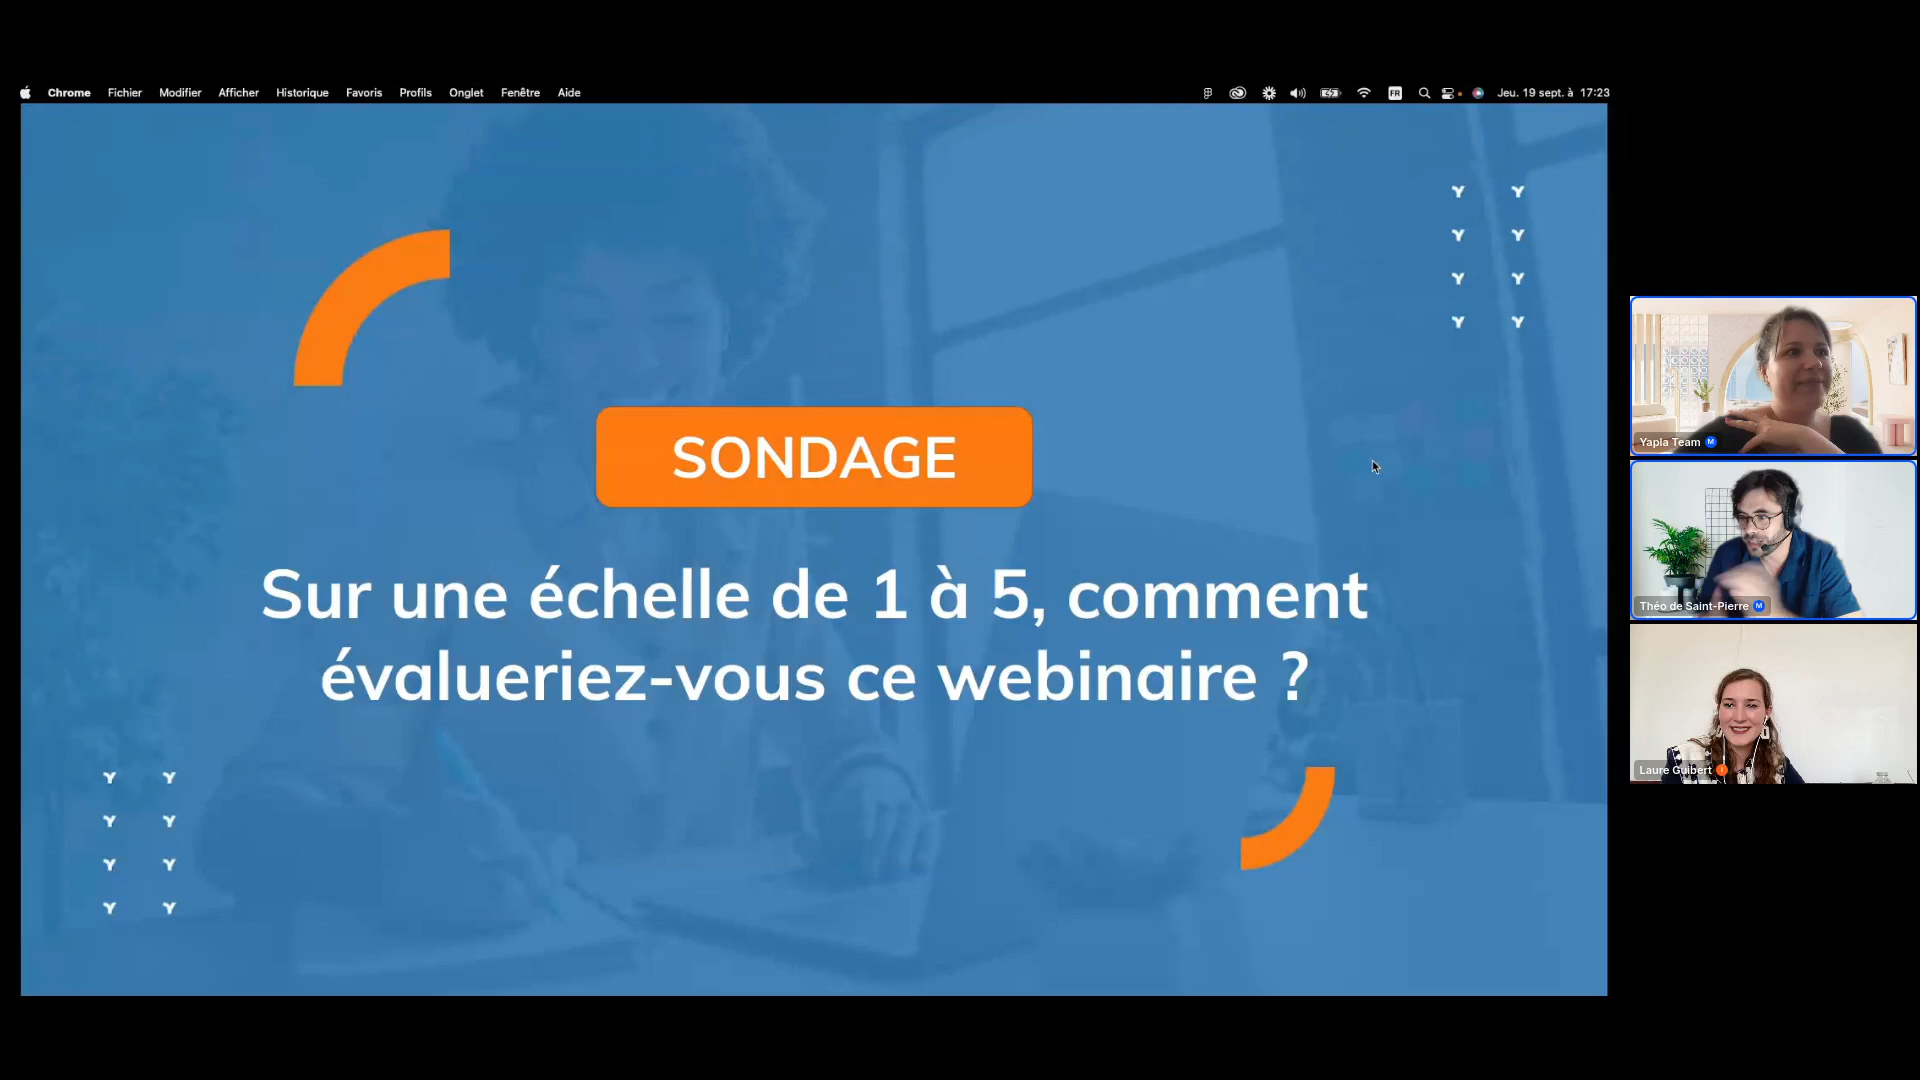 Chrome Fichier Modifier Afficher Historique Favoris Profils Onglet Fenêtre Aide FR Jeu. 19 sept. à 17:23
SONDAGE
Sur une échelle de 1 à 5, comment
évalueriez-vous ce webinaire ?
Yapla Team M
Théo de Saint-Pierre M
Laure Guibert I